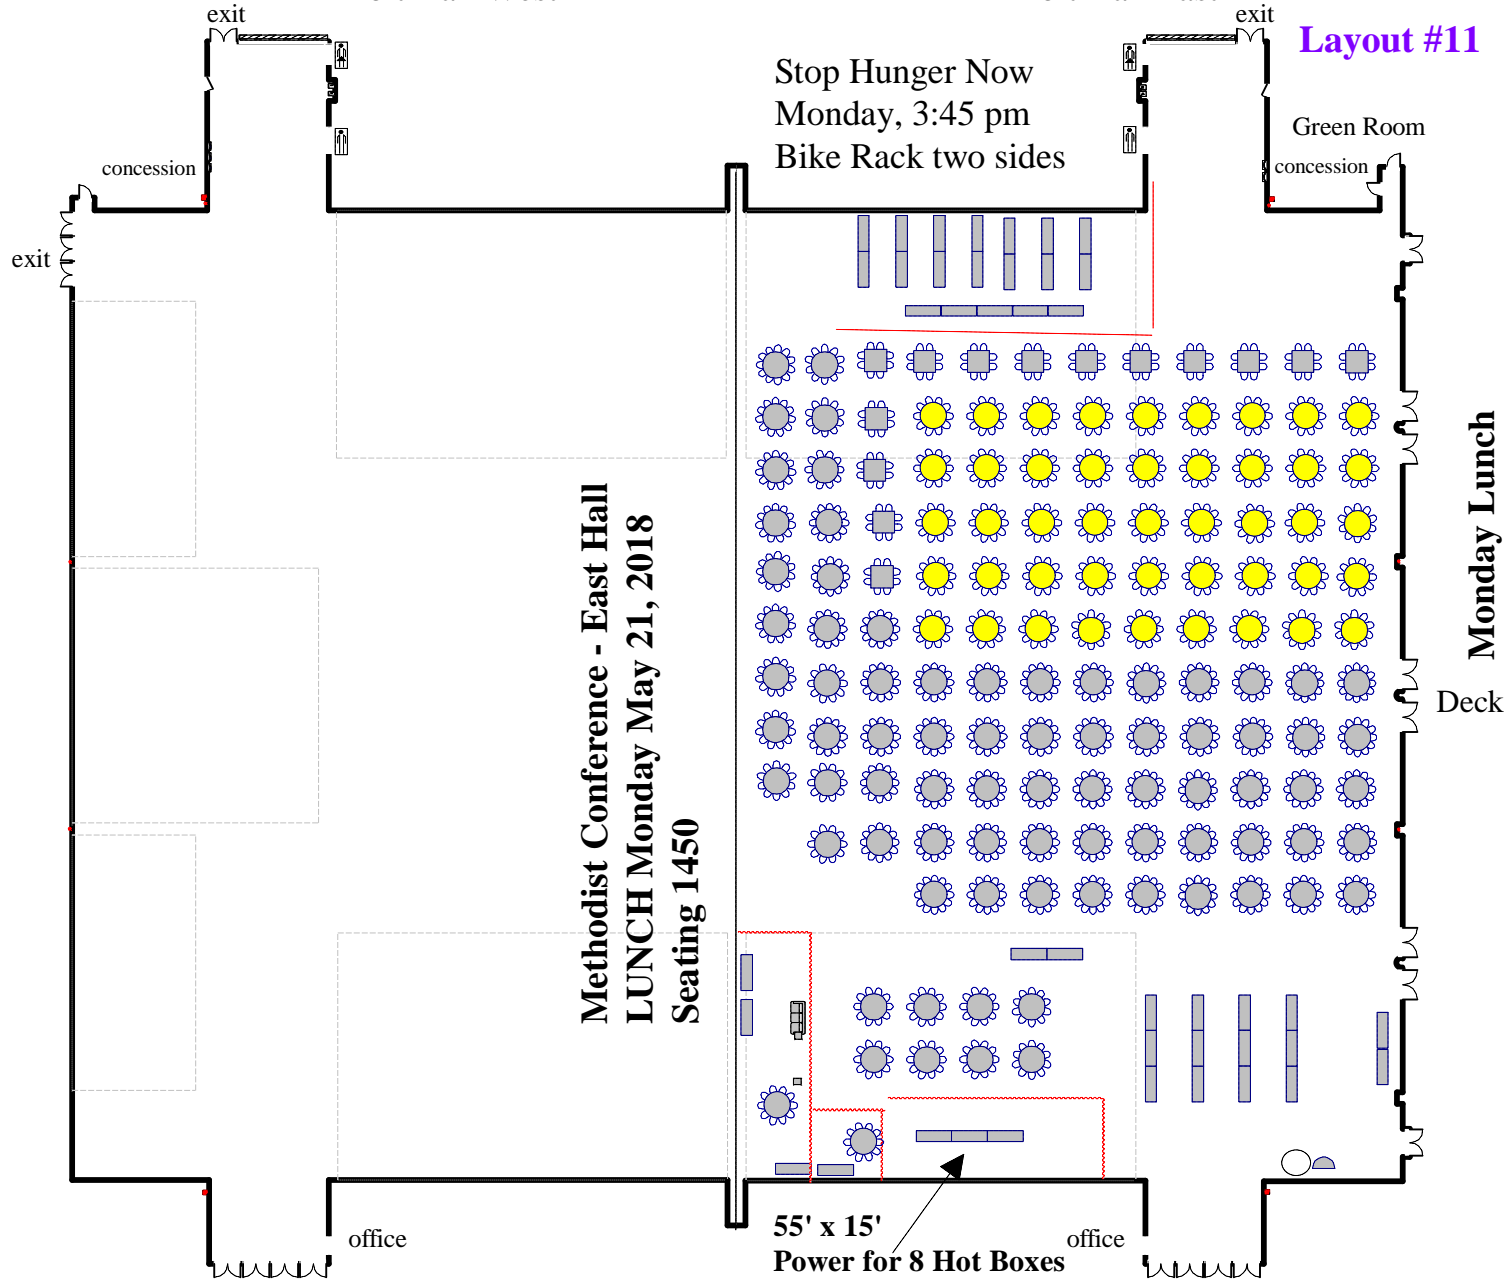 exit
exit
Layout #11
Stop Hunger Now
Monday, 3:45 pm
Bike Rack two sides
Green Room
concession
concession
exit
Methodist Conference - East Hall
LUNCH Monday May 21, 2018
Seating 1450
Monday Lunch
Deck
55' x 15'
Power for 8 Hot Boxes
office
office